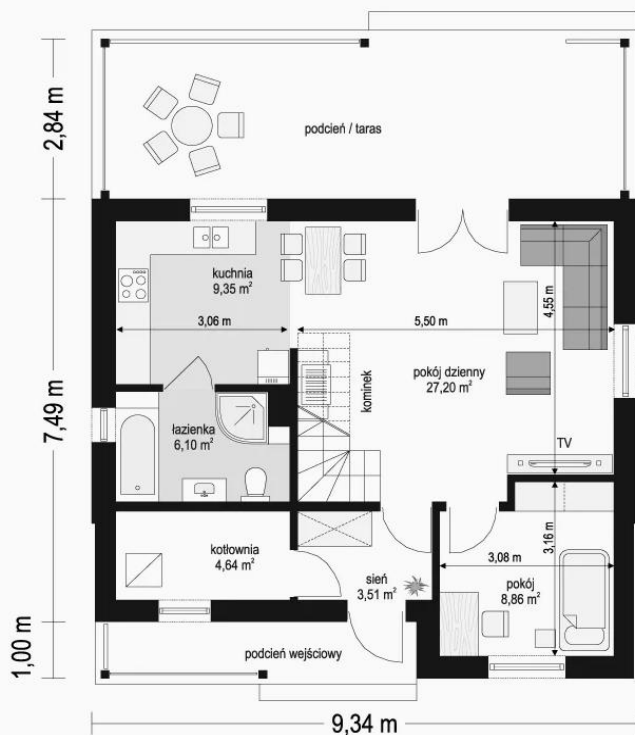 2,84 m
podcień / taras
kuchnia
9,35 m²
3,06 m
5,50 m
4,55 m
pokój dzienny
27,20 m²
kominek
7,49 m
łazienka
6,10 m²
TV
kotłownia
4,64 m²
sień
3,51 m²
3,08 m
3,16 m
pokój
8,86 m²
1,00 m
podcień wejściowy
9,34 m